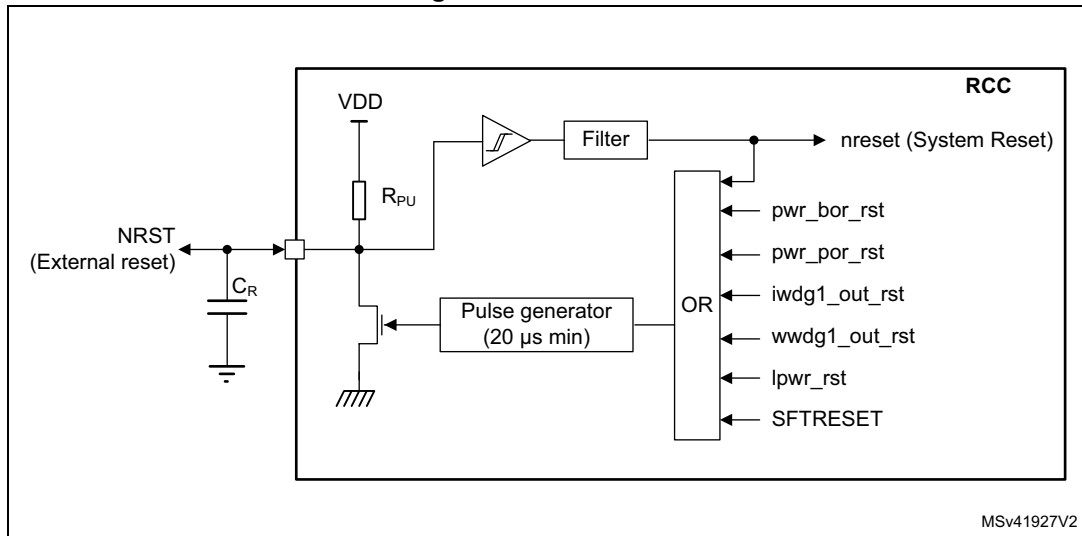 RCC
VDD
Filter
nreset (System Reset)
RPU
pwr_bor_rst
NRST
(External reset)
pwr_por_rst
CR
OR
iwdg1_out_rst
Pulse generator
(20 µs min)
wwdg1_out_rst
lpwr_rst
SFTRESET
MSv41927V2